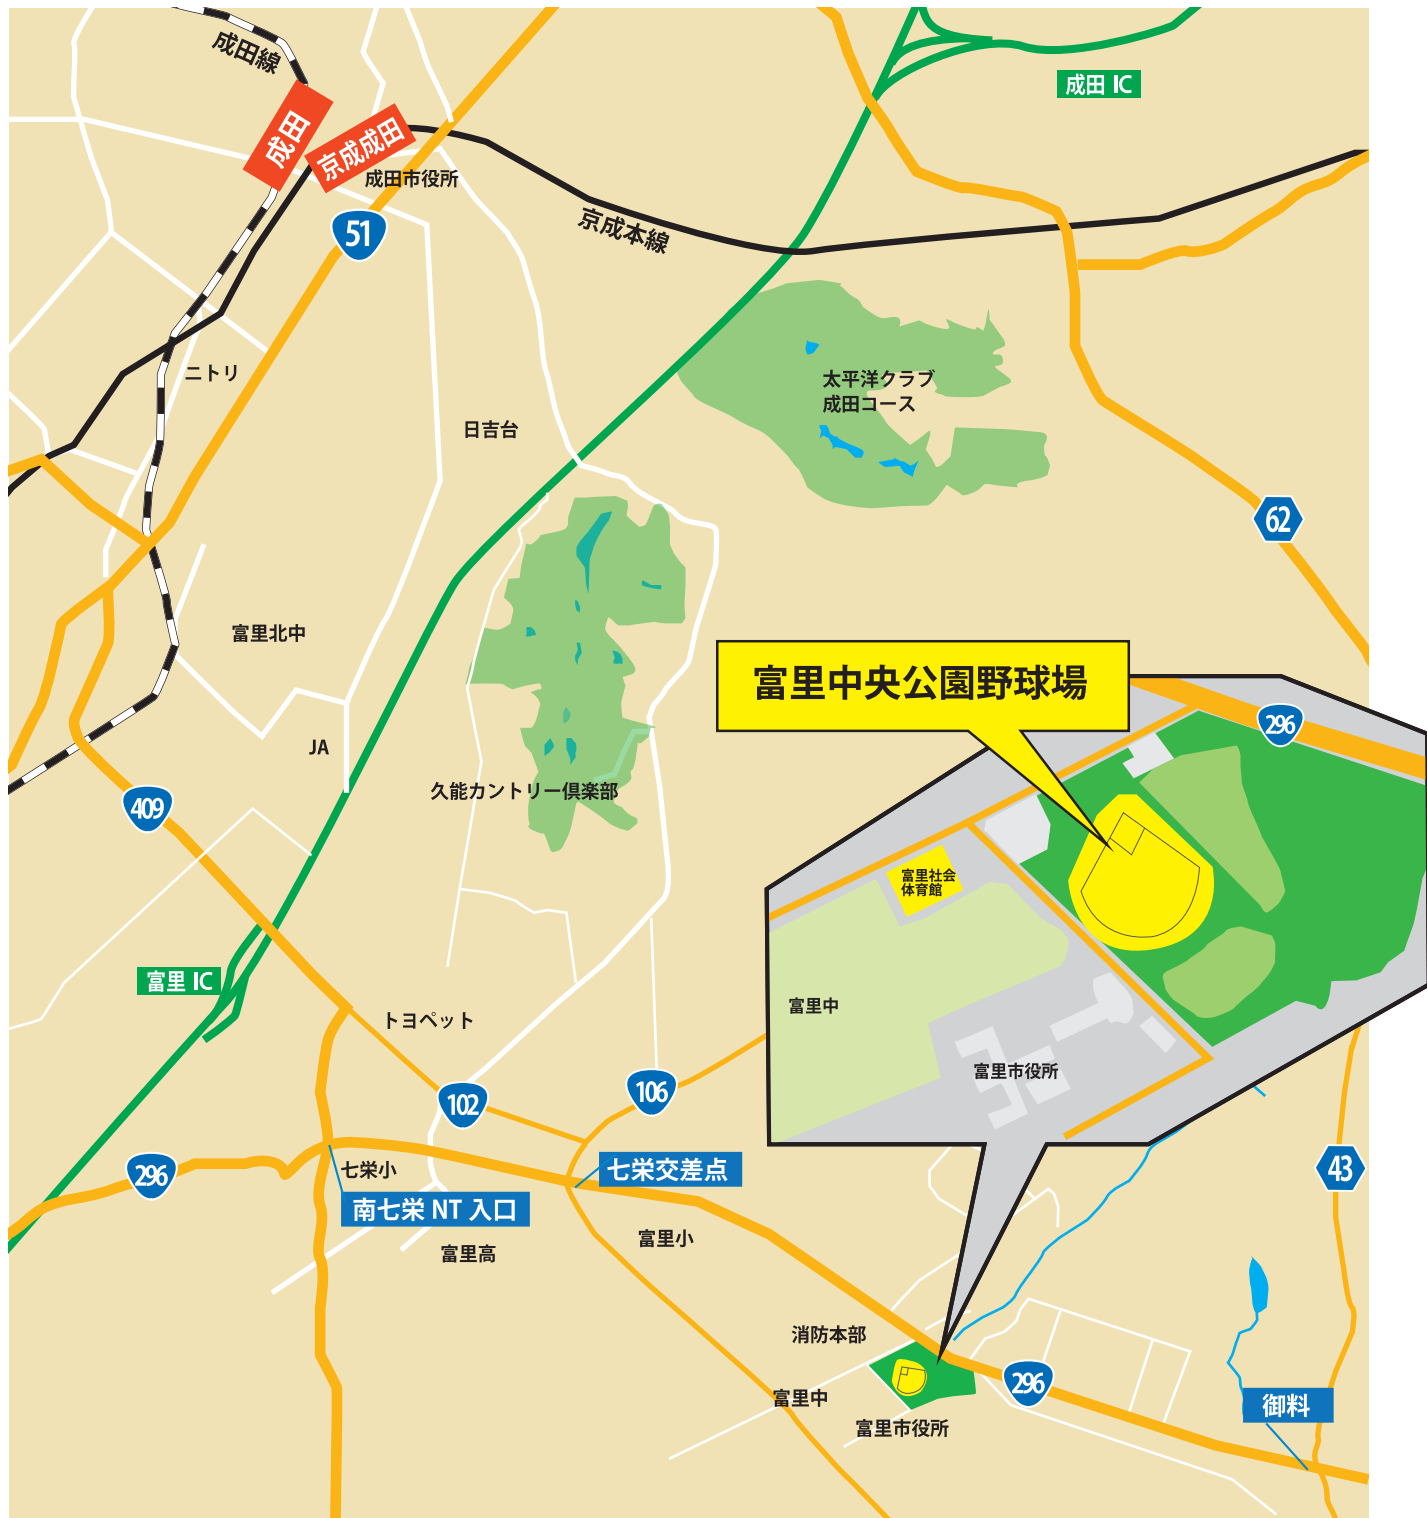 成田線
成田 IC
成田
京成成田
成田市役所
京成本線
51
ニトリ
太平洋クラブ
成田コース
日吉台
62
富里北中
富里中央公園野球場
296
JA
久能カントリー倶楽部
409
富里社会
体育館
富里 IC
富里中
トヨペット
富里市役所
102
106
296
七栄小
七栄交差点
43
南七栄 NT 入口
富里小
富里高
消防本部
296
富里中
御料
富里市役所